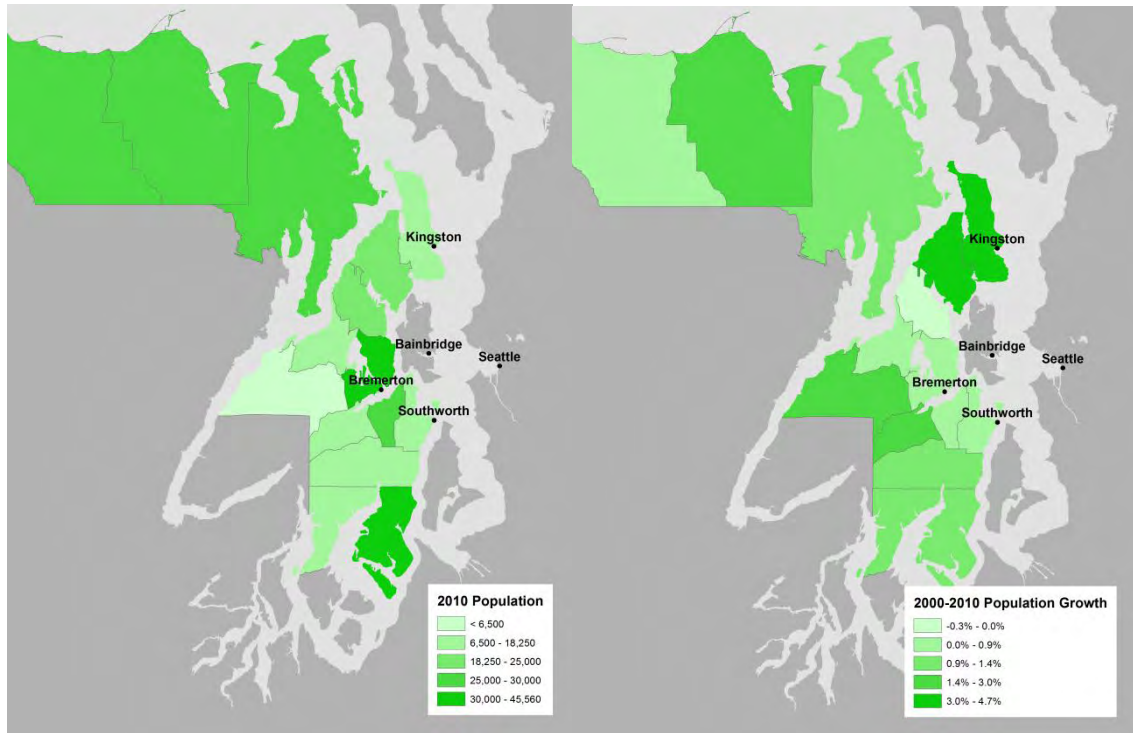 Kingston
Bainbridge
Seattle
Bremerton
Southworth
2010 Population
< 6,500
6,500 - 18,250
18,250 - 25,000
25,000 - 30,000
30,000 - 45,560
Kingston
Bainbridge
Seattle
Bremerton
Southworth
2000-2010 Population Growth
-0.3% - 0.0%
0.0% - 0.9%
0.9% - 1.4%
1.4% - 3.0%
3.0% - 4.7%